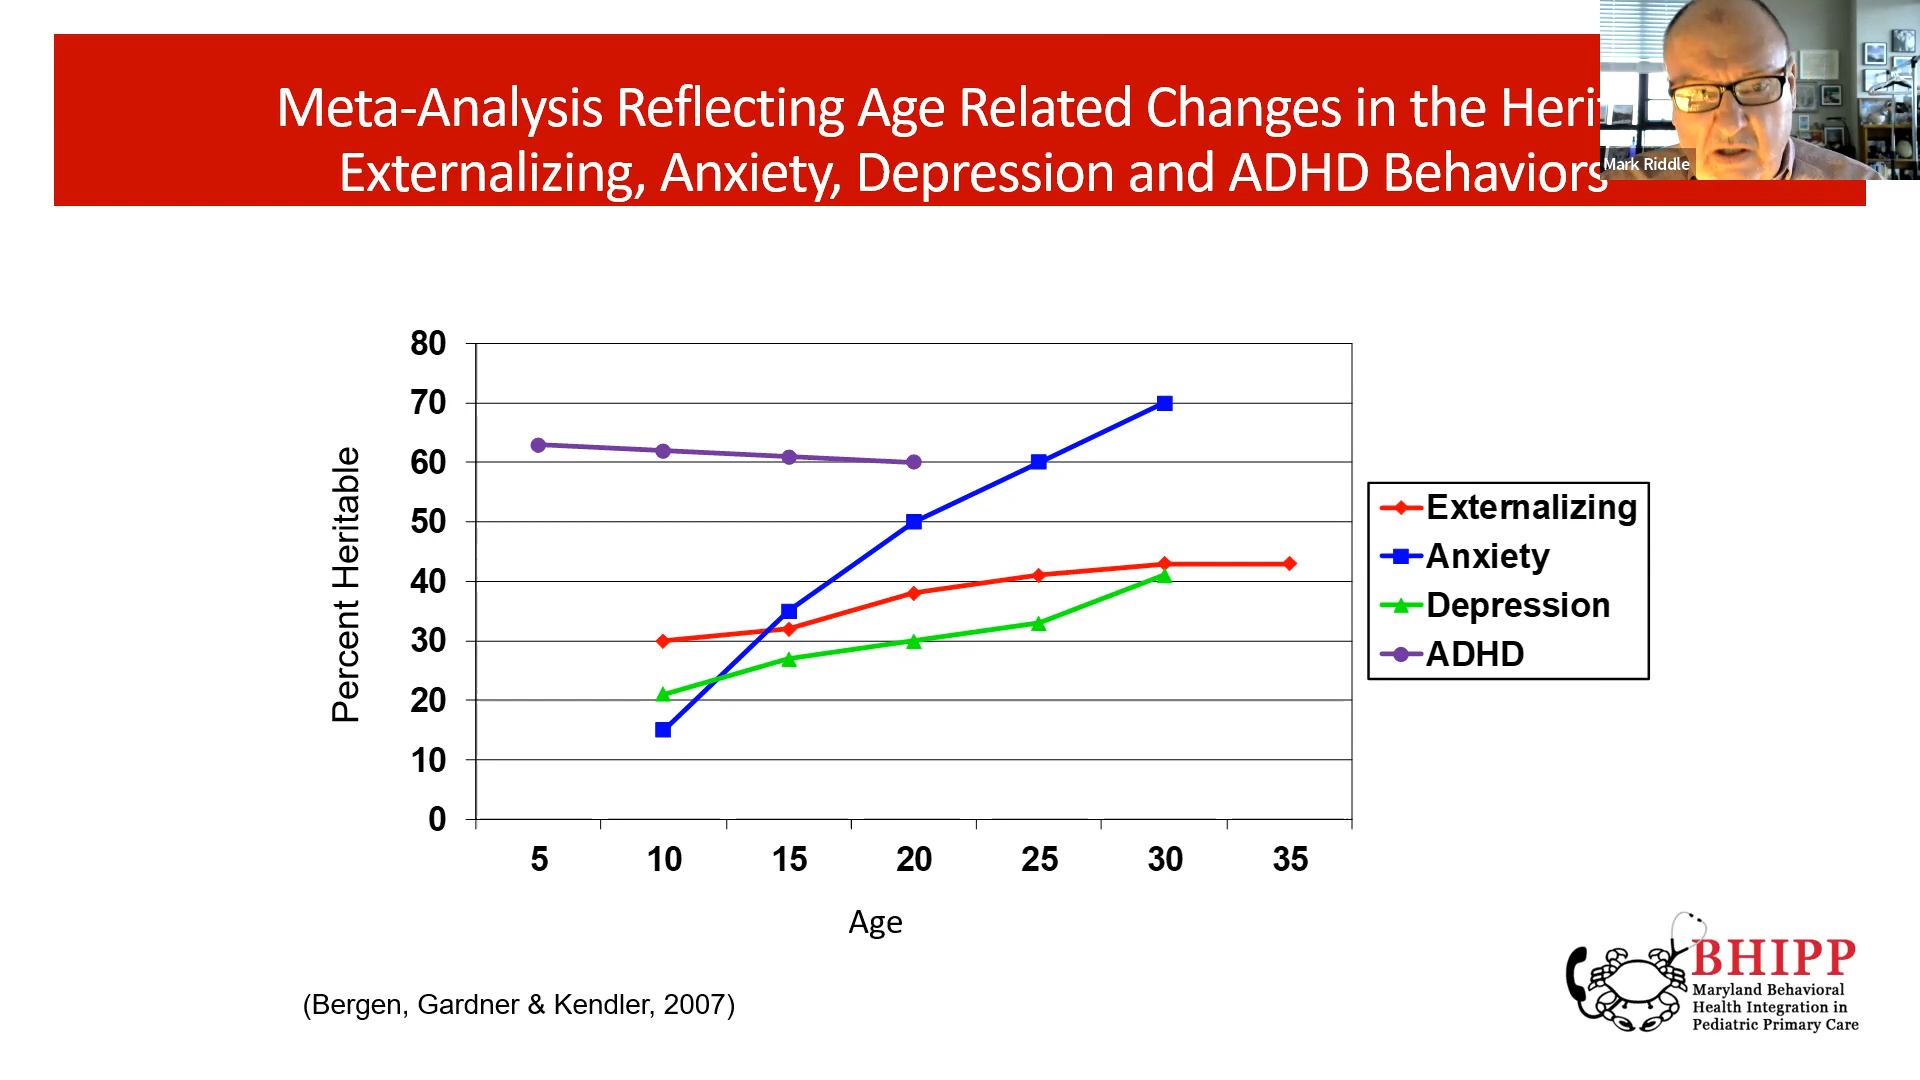 Meta-Analysis Reflecting Age Related Changes in the
Externalizing, Anxiety, Depression and ADHD Behaviors
Mark Riddle
80
70
60
50
40
30
20
10
0
Percent Heritable
5 10 15 20 25 30 35
Age
Externalizing
Anxiety
Depression
ADHD
(Bergen, Gardner & Kendler, 2007)
BHIPP
Maryland Behavioral
Health Integration in
Pediatric Primary Care